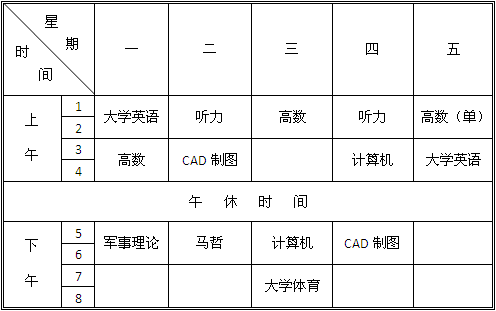 星
期
时
间
一 二 三 四 五
上
午
1
2
大学英语 听力 高数 听力 高数（单）
3
4
高数 CAD 制图 计算机 大学英语
午 休 时 间
下
午
5
6
军事理论 马哲 计算机 CAD 制图
7
8
大学体育